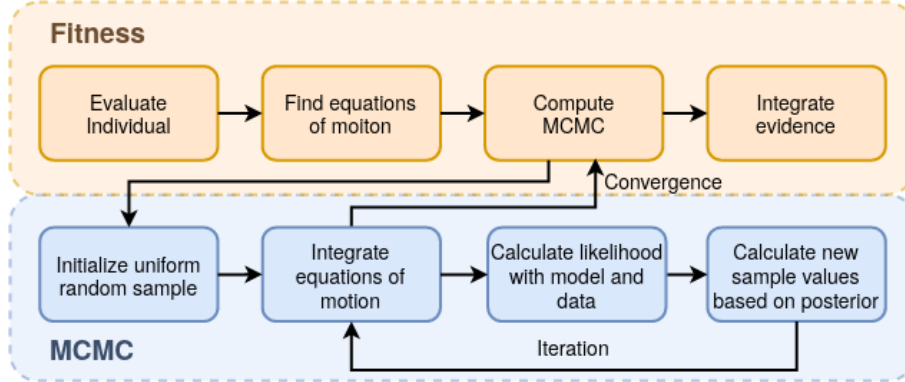 Fitness
Evaluate
Individual
Find equations
of moiton
Compute
MCMC
Integrate
evidence
Convergence
Initialize uniform
random sample
Integrate
equations of
motion
Calculate likelihood
with model and
data
Calculate new
sample values
based on posterior
Iteration
MCMC